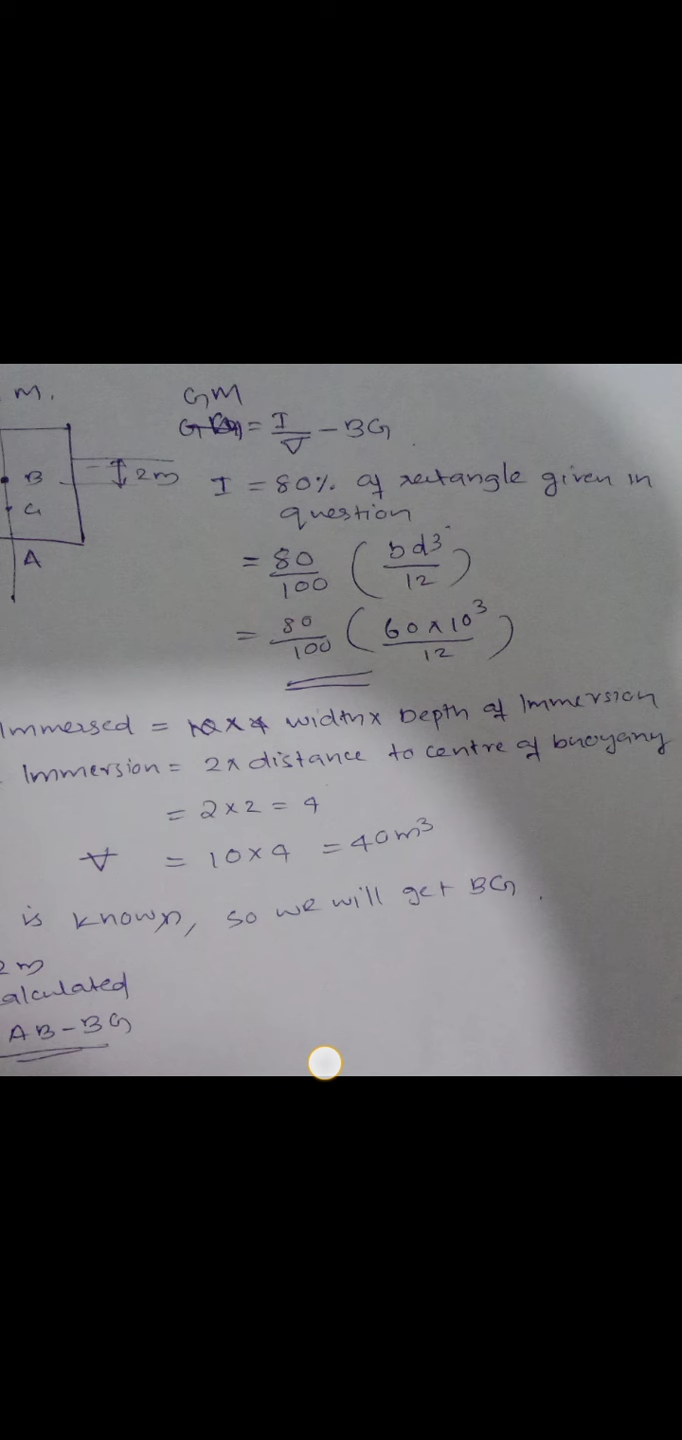 M.
GM
= I/V - BG
B
2m
G
I = 80% of rectangle given in
question
A
= 80/100 (bd³/12)
= 80/100 (60×10³/12)
Immersed = width x Depth of Immersion
Immersion = 2x distance to centre of buoyany
= 2×2 = 4
V = 10×4 = 40m³
is known, so we will get BG.
2m
alculated
AB-BG